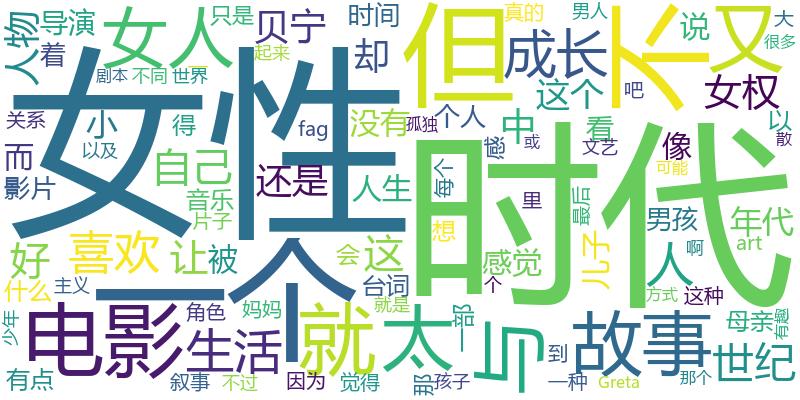 人物
导演
女人
只是
贝宁
时间
男人
但
成长
不
又
真的
说
大
很多
着
剧本
不同
世界
起来
却
这个
吧
女权
女性
时代
关系
小
得
fag
没有
个人
孤独
中
感
或
看
文艺
像
以
散
而
以及
自己
还是
影片
音乐
人生
每个
里
最后
可能
男孩
年代
片子
好
喜欢
让
被
一个
会
这
想
感觉
儿子
人
啊
art
什么
主义
台词
个
方式
这种
少年
电影
角色
妈妈
就
就是
太
一部
与
故事
母亲
有趣
生活
世纪
有点
叙事
不过
因为
觉得
那
孩子
到
一种
Greta
那个